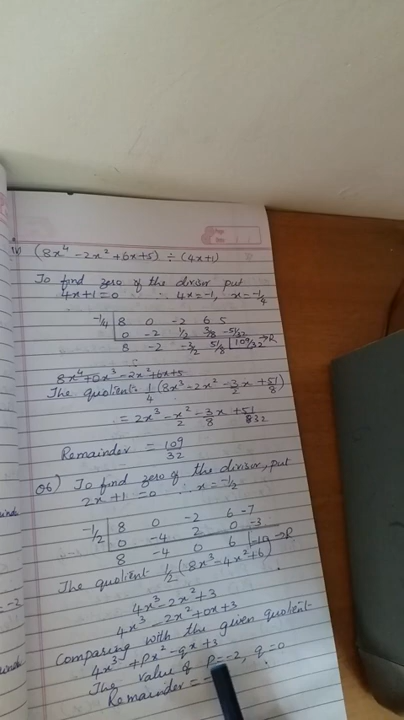 iv) (8x⁴ - 2x² + 6x + 5) ÷ (4x+1)
To find zero of the divisor put
4x+1=0 ∴ 4x=-1, x=-1/4
-1/4 | 8 0 -2 6 5
0 -2 1/2 3/8 -51/32
8 -2 -3/2 51/8 | 109/32 → R
8x⁴+0x³-2x²+6x+5
The quotient = 1/4 (8x³ - 2x² - 3/2 x + 51/8)
= 2x³ - x²/2 - 3/8 x + 51/32
Remainder = 109/32
Q6) To find zero of the divisor, put
2x+1=0 ∴ x=-1/2
-1/2 | 8 0 -2 6 -7
0 -4 2 0 -3
8 -4 0 6 |-10 → R
The quotient 1/2 (8x³ - 4x² + 6)
4x³ - 2x² + 3
4x³ - 2x² + 0x + 3
Comparing with the given quotient
4x³ + px² - qx + 3
The value of p=-2, q=0
Remainder = -